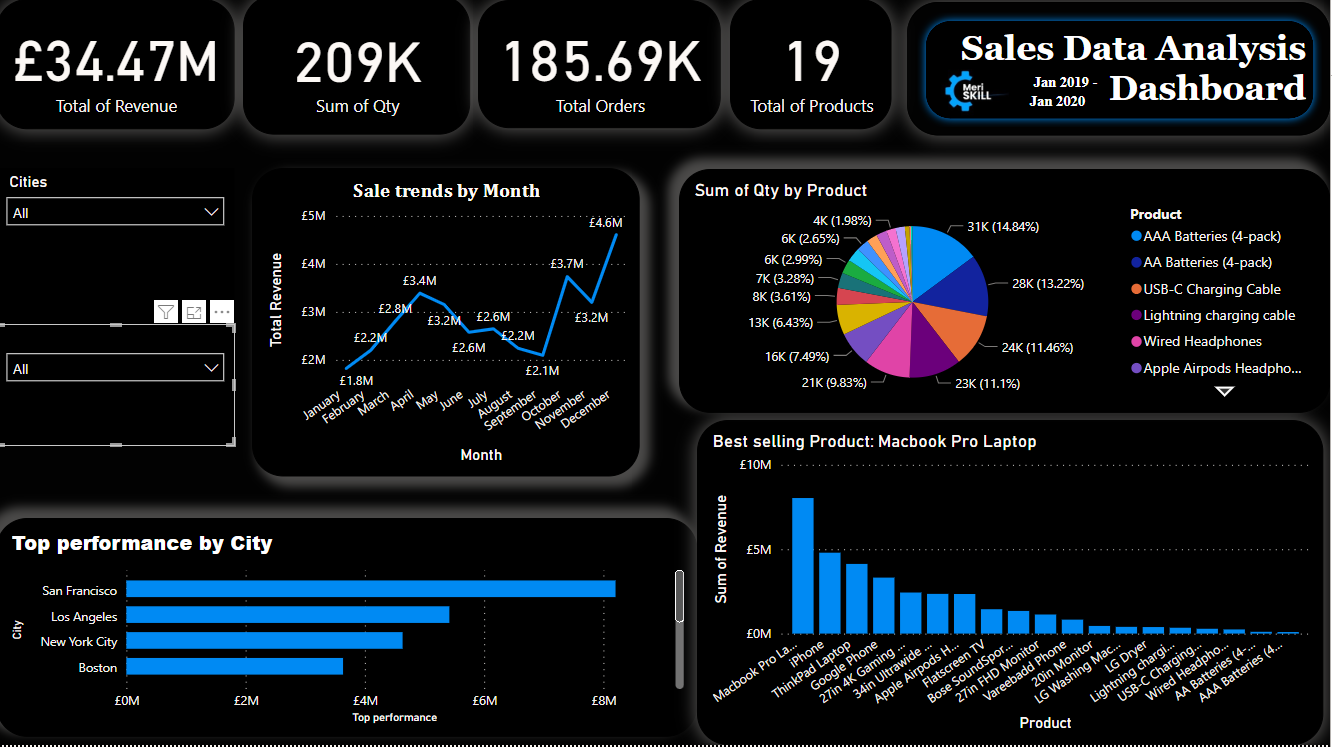 £34.47M
Total of Revenue
209K
Sum of Qty
185.69K
Total Orders
19
Total of Products
Sales Data Analysis
Dashboard
Meri
SKILL
Jan 2019 -
Jan 2020
Cities
All
All
Sale trends by Month
Total Revenue
£5M
£4M
£3M
£2M
£1.8M
£2.2M
£2.8M
£3.4M
£3.2M
£2.6M
£2.6M
£2.2M
£2.1M
£3.7M
£3.2M
£4.6M
January
February
March
April
May
June
July
August
September
October
November
December
Month
Sum of Qty by Product
31K (14.84%)
28K (13.22%)
24K (11.46%)
23K (11.1%)
21K (9.83%)
16K (7.49%)
13K (6.43%)
8K (3.61%)
7K (3.28%)
6K (2.99%)
6K (2.65%)
4K (1.98%)
Product
AAA Batteries (4-pack)
AA Batteries (4-pack)
USB-C Charging Cable
Lightning charging cable
Wired Headphones
Apple Airpods Headpho...
Top performance by City
City
San Francisco
Los Angeles
New York City
Boston
£0M
£2M
£4M
£6M
£8M
Top performance
Best selling Product: Macbook Pro Laptop
Sum of Revenue
£10M
£5M
£0M
Macbook Pro La...
iPhone
ThinkPad Laptop
Google Phone
27in 4K Gaming ...
34in Ultrawide ...
Apple Airpods H...
Flatscreen TV
Bose SoundSpor...
27in FHD Monitor
Vareebadd Phone
20in Monitor
LG Washing Mac...
LG Dryer
Lightning chargi...
USB-C Charging...
Wired Headpho...
AA Batteries (4-...
AAA Batteries (4...
Product